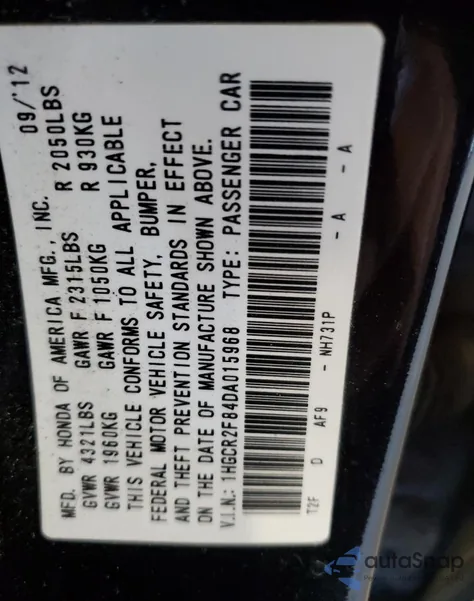 MFD. BY HONDA OF AMERICA MFG., INC. 09/'12
GVWR 4321LBS GAWR F 2315LBS R 2050LBS
GVWR 1960KG GAWR F 1050KG R 930KG
THIS VEHICLE CONFORMS TO ALL APPLICABLE
FEDERAL MOTOR VEHICLE SAFETY, BUMPER,
AND THEFT PREVENTION STANDARDS IN EFFECT
ON THE DATE OF MANUFACTURE SHOWN ABOVE.
V.I.N.: 1HGCR2F84DA015968 TYPE: PASSENGER CAR
T2F D AF9 - NH731P - A - A
autoSnap